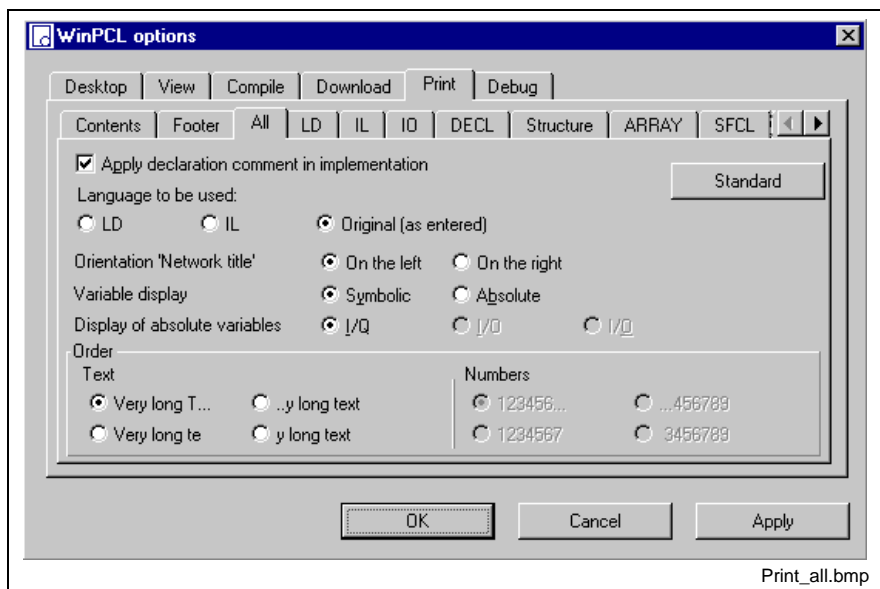 WinPCL options
Desktop View Compile Download Print Debug
Contents Footer All LD IL IO DECL Structure ARRAY SFCL
Apply declaration comment in implementation
Standard
Language to be used:
LD IL Original (as entered)
Orientation 'Network title' On the left On the right
Variable display Symbolic Absolute
Display of absolute variables I/Q I/O I/O
Order
Text Numbers
Very long T... ..y long text 123456... ...456789
Very long te y long text 1234567 3456789
OK Cancel Apply
Print_all.bmp